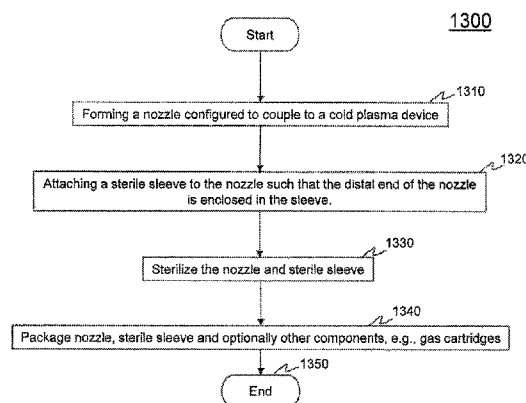 1300
Start
1310
Forming a nozzle configured to couple to a cold plasma device
1320
Attaching a sterile sleeve to the nozzle such that the distal end of the nozzle
is enclosed in the sleeve.
1330
Sterilize the nozzle and sterile sleeve
1340
Package nozzle, sterile sleeve and optionally other components, e.g., gas cartridges
1350
End